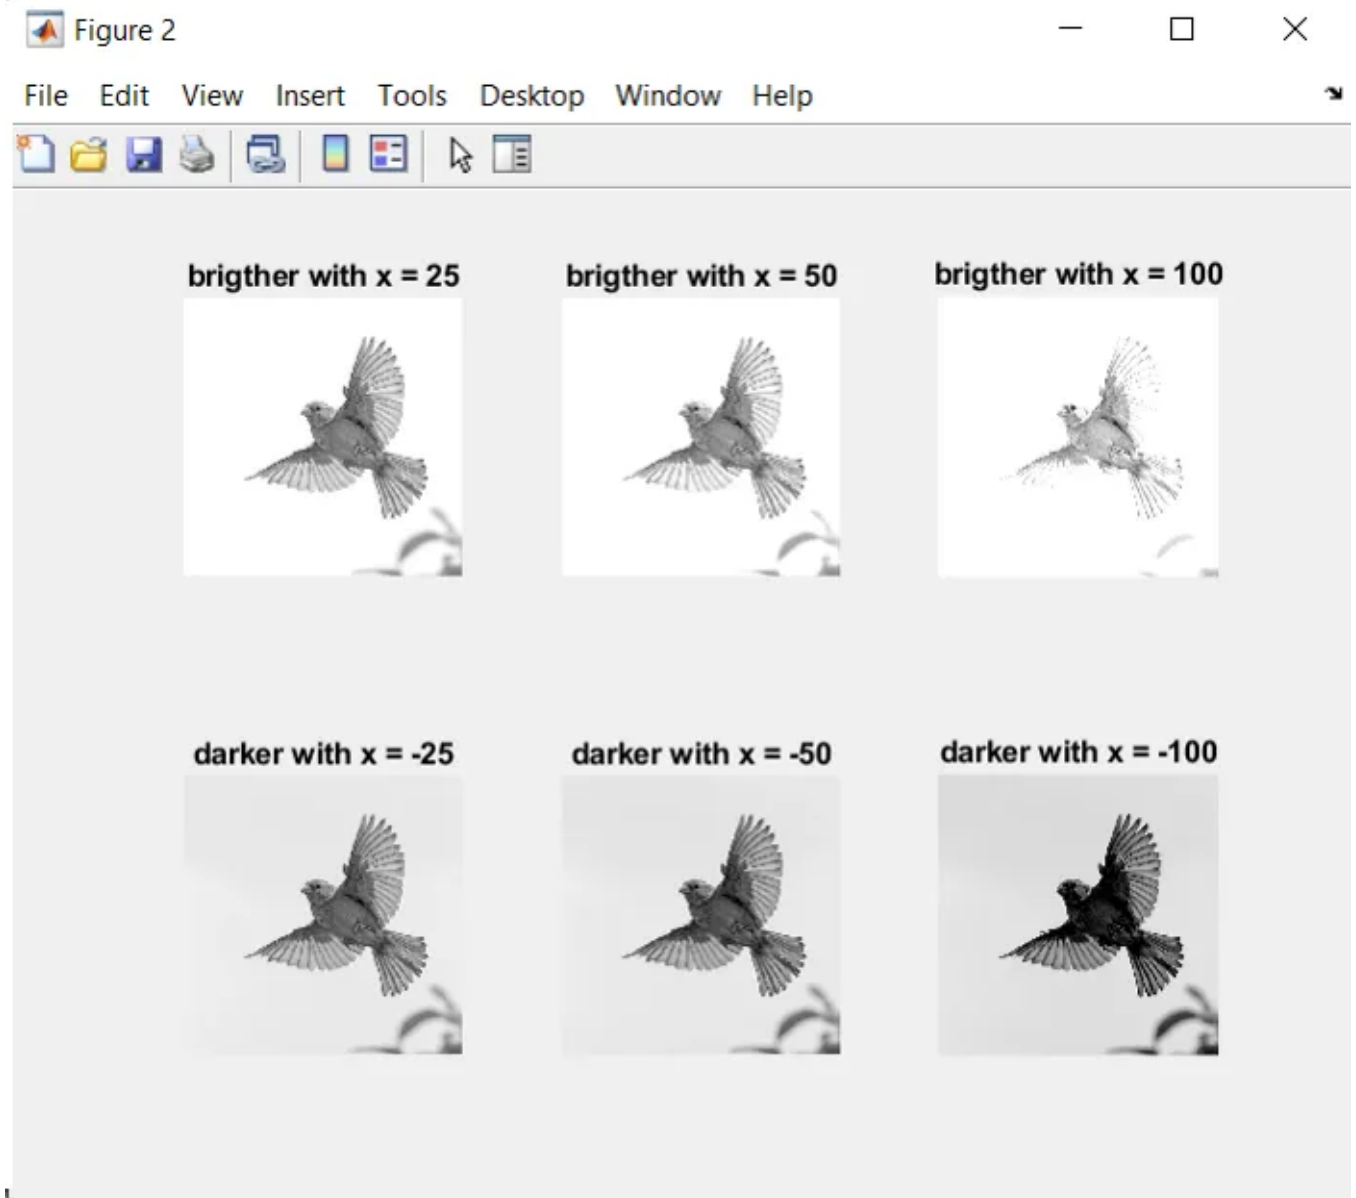 Figure 2
File Edit View Insert Tools Desktop Window Help
brigther with x = 25 brigther with x = 50 brigther with x = 100
darker with x = -25 darker with x = -50 darker with x = -100